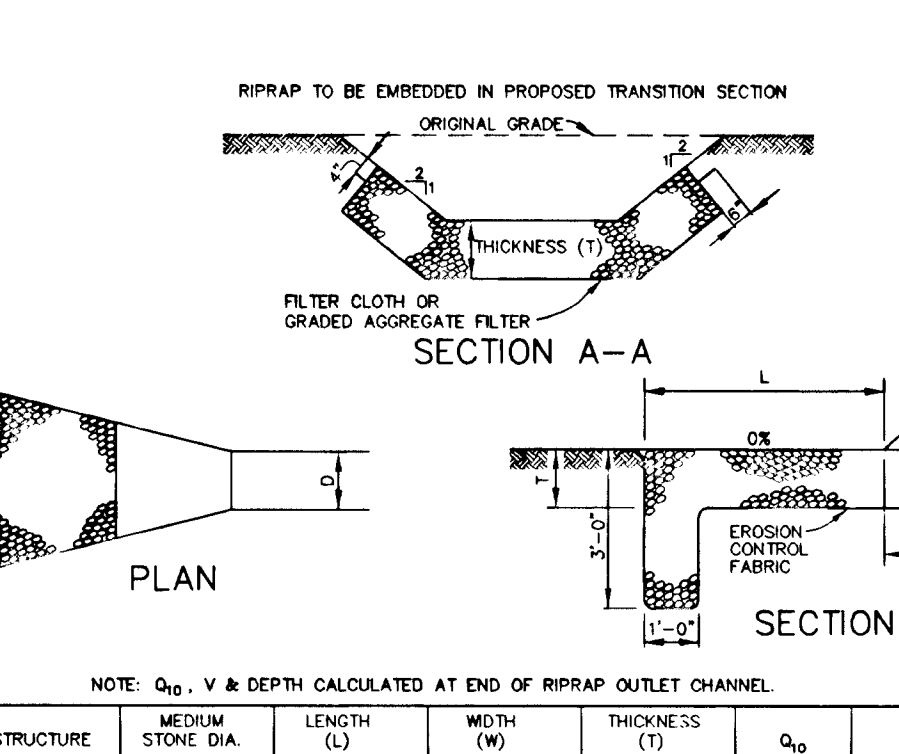 RIPRAP TO BE EMBEDDED IN PROPOSED TRANSITION SECTION
ORIGINAL GRADE
4"
2
1
2
1
6"
THICKNESS (T)
FILTER CLOTH OR
GRADED AGGREGATE FILTER
SECTION A-A
L
0%
D
T
3'-0"
EROSION
CONTROL
FABRIC
1'-0"
PLAN
SECTION
NOTE: Q10, V & DEPTH CALCULATED AT END OF RIPRAP OUTLET CHANNEL.
STRUCTURE
MEDIUM
STONE DIA.
LENGTH
(L)
WIDTH
(W)
THICKNESS
(T)
Q10